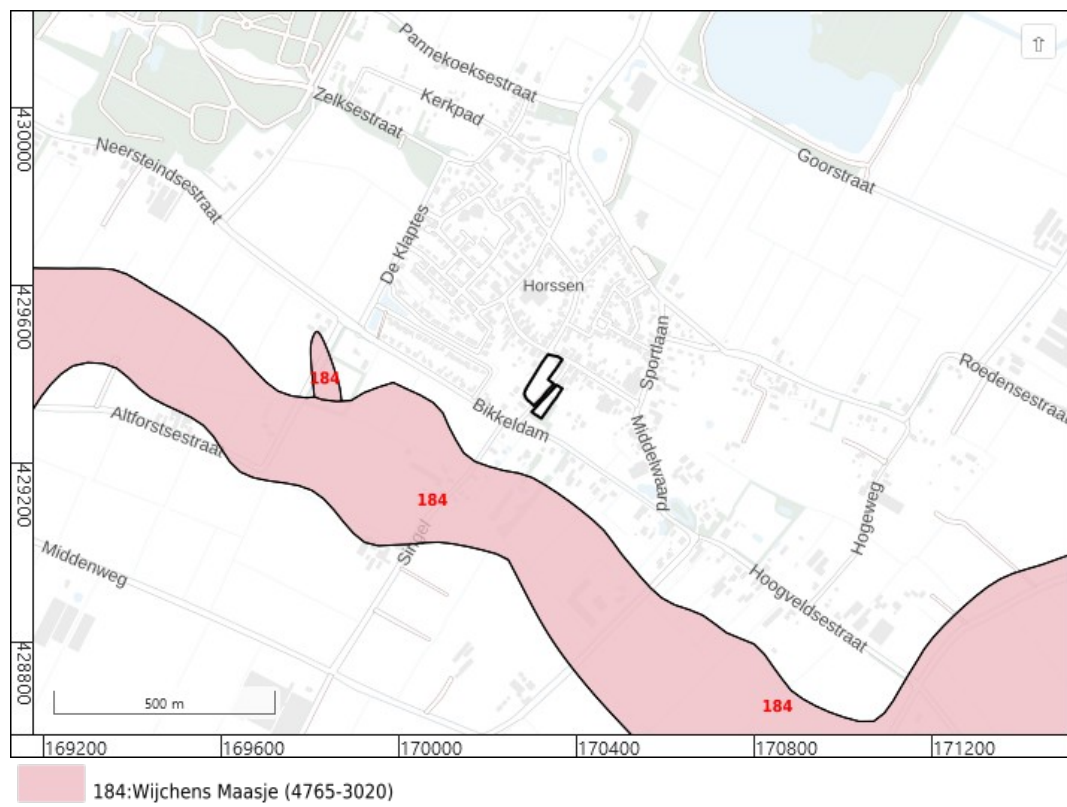 Pannekoeksestraat
Kerkpad
Zelksestraat
⇧
Neersteindsestraat
Goorstraat
De Klaptes
Horssen
Sportlaan
Roedensestraat
184
Altforstsestraat
Bikkeldam
Middelwaard
184
Singel
Hogeweg
Middenweg
Hoogveldsestraat
184
500 m
430000
429600
429200
428800
169200 169600 170000 170400 170800 171200
184:Wijchens Maasje (4765-3020)